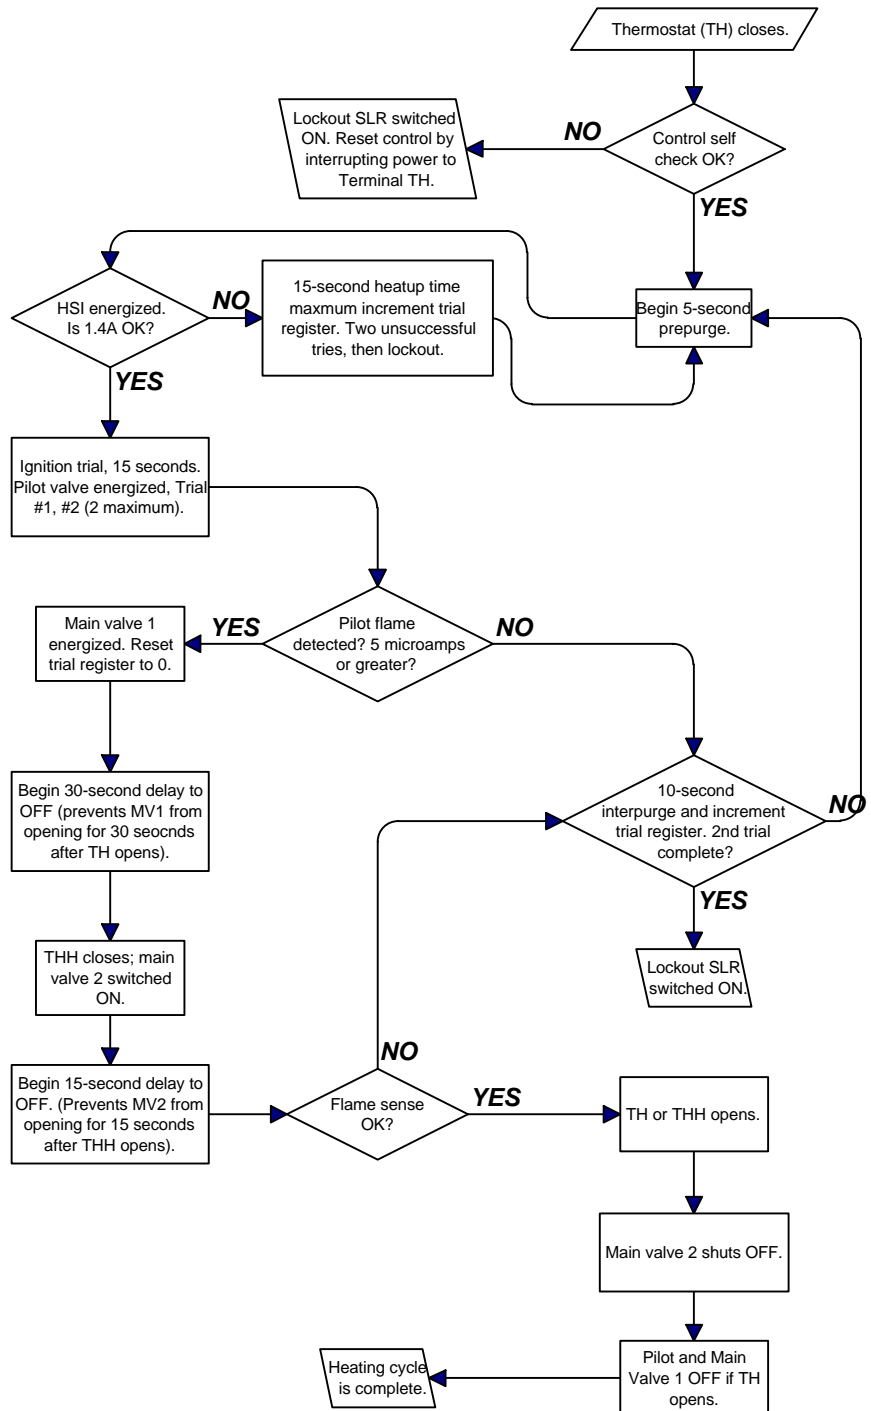 Thermostat (TH) closes.
Lockout SLR switched
ON. Reset control by
interrupting power to
Terminal TH.
NO
Control self
check OK?
YES
HSI energized.
Is 1.4A OK?
NO
15-second heatup time
maxmum increment trial
register. Two unsuccessful
tries, then lockout.
Begin 5-second
prepurge.
YES
Ignition trial, 15 seconds.
Pilot valve energized, Trial
#1, #2 (2 maximum).
Main valve 1
energized. Reset
trial register to 0.
YES
Pilot flame
detected? 5 microamps
or greater?
NO
Begin 30-second delay to
OFF (prevents MV1 from
opening for 30 seocnds
after TH opens).
10-second
interpurge and increment
trial register. 2nd trial
complete?
NO
YES
THH closes; main
valve 2 switched
ON.
Lockout SLR
switched ON.
NO
Begin 15-second delay to
OFF. (Prevents MV2 from
opening for 15 seconds
after THH opens).
Flame sense
OK?
YES
TH or THH opens.
Main valve 2 shuts OFF.
Heating cycle
is complete.
Pilot and Main
Valve 1 OFF if TH
opens.